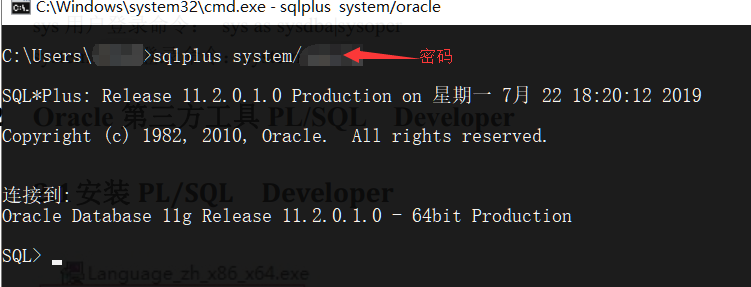 C:\Windows\system32\cmd.exe - sqlplus system/oracle
sys 用户登录命令： sys as sysdba|sysoper
C:\Users\ >sqlplus system/ 密码
SQL*Plus: Release 11.2.0.1.0 Production on 星期一 7月 22 18:20:12 2019
Oracle 第三方工具 PL/SQL Developer
Copyright (c) 1982, 2010, Oracle.  All rights reserved.
连接到:
安装 PL/SQL Developer
Oracle Database 11g Release 11.2.0.1.0 - 64bit Production
SQL> _
Language_zh_x86_x64.exe